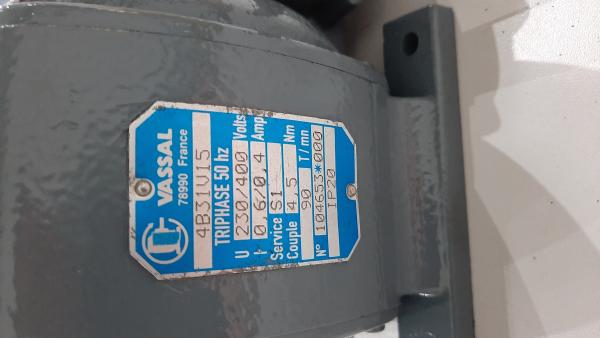 VASSAL
78990 France
4B31V15
TRIPHASE 50 hz
U 230/400 Volts
I 0,6/0,4 Amp
Service S1
Couple 4,5 Nm
90 T/mn
N° 104653*000
IP20